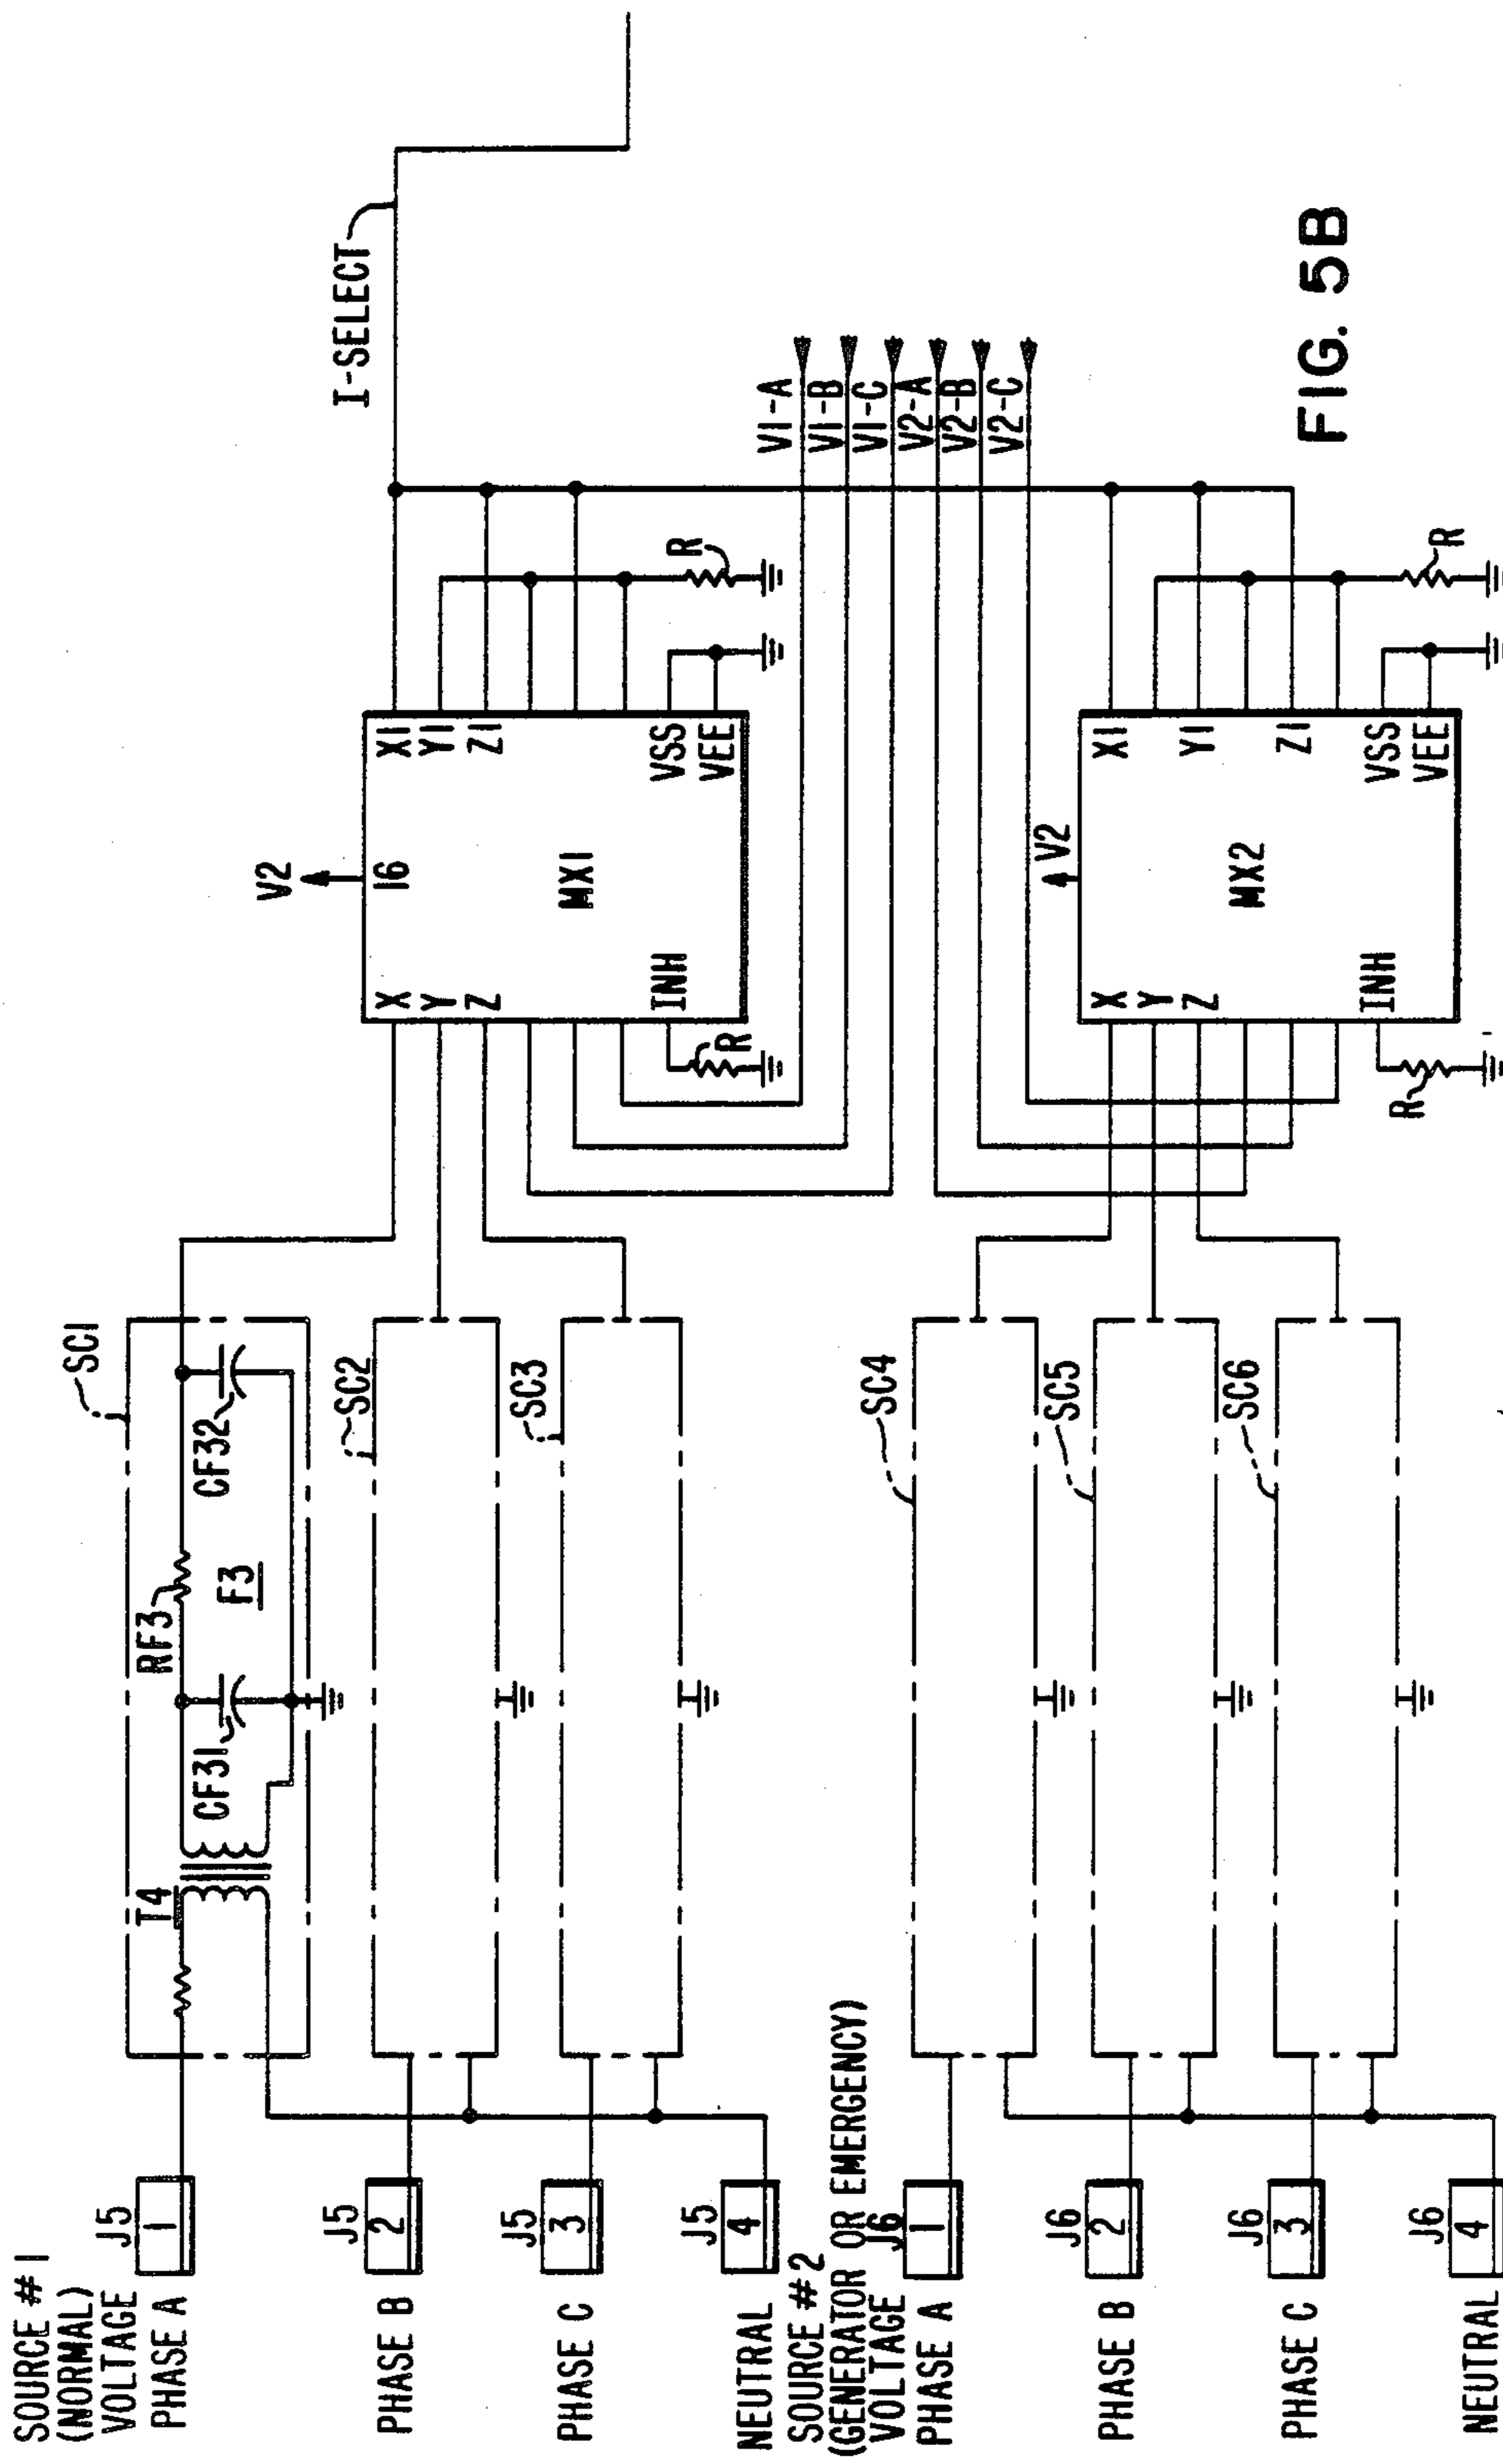 SOURCE #1
(NORMAL)
VOLTAGE
PHASE A
J5
1
PHASE B
J5
2
PHASE C
J5
3
NEUTRAL
J5
4
SOURCE #2
(GENERATOR OR EMERGENCY)
VOLTAGE
PHASE A
J6
1
PHASE B
J6
2
PHASE C
J6
3
NEUTRAL
J6
4
T4
CF31
RF3
F3
CF32
SC1
SC2
SC3
SC4
SC5
SC6
V2
16
X
Y
Z
INH
MX1
X1
Y1
Z1
VSS
VEE
R
R
V2
X
Y
Z
INH
MX2
X1
Y1
Z1
VSS
VEE
R
R
I-SELECT
V1-A
V1-B
V1-C
V2-A
V2-B
V2-C
FIG. 5B